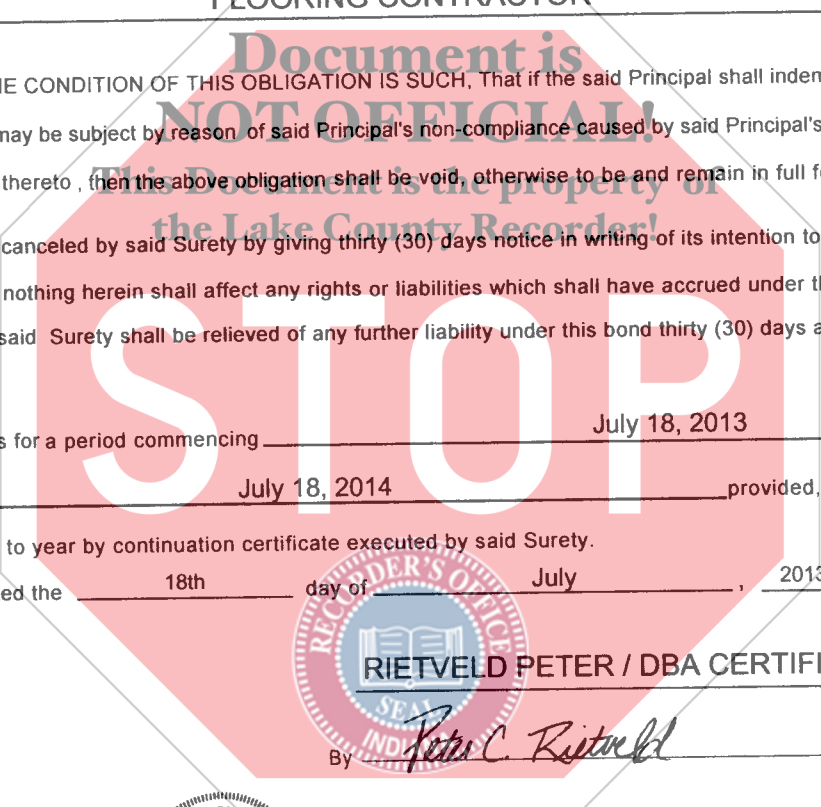 FLOORING CONTRACTOR
Document is
HE CONDITION OF THIS OBLIGATION IS SUCH, That if the said Principal shall indem
NOT OFFICIAL!
may be subject by reason of said Principal's non-compliance caused by said Principal's
This Document is the property of
thereto , then the above obligation shall be void, otherwise to be and remain in full f
the Lake County Recorder!
canceled by said Surety by giving thirty (30) days notice in writing of its intention to
nothing herein shall affect any rights or liabilities which shall have accrued under t
said Surety shall be relieved of any further liability under this bond thirty (30) days a
STOP
s for a period commencing July 18, 2013
July 18, 2014 provided,
to year by continuation certificate executed by said Surety.
ed the 18th day of July , 2013
RECORDER'S OFFICE
SEAL
INDIANA
RIETVELD PETER / DBA CERTIFI
By Peter C. Rietveld